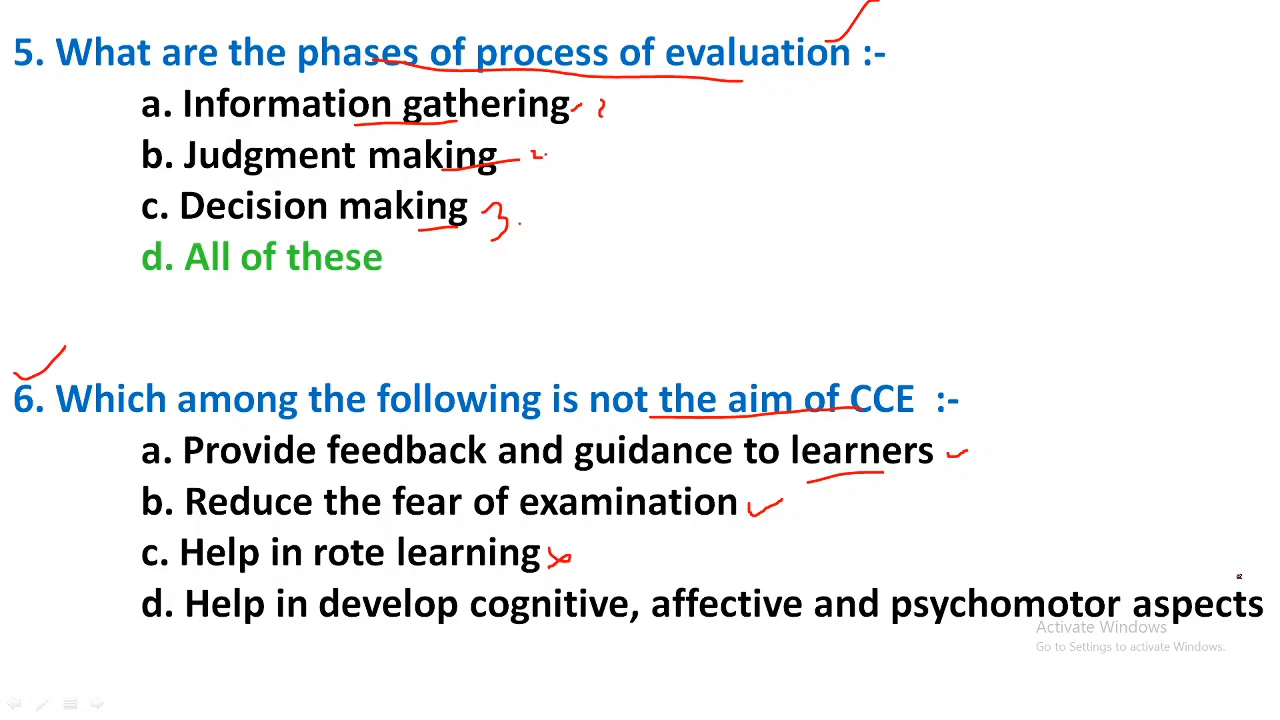 5. What are the phases of process of evaluation :-
a. Information gathering
b. Judgment making
c. Decision making 3.
d. All of these
6. Which among the following is not the aim of CCE :-
a. Provide feedback and guidance to learners
b. Reduce the fear of examination
c. Help in rote learning
d. Help in develop cognitive, affective and psychomotor aspects
Activate Windows
Go to Settings to activate Windows.